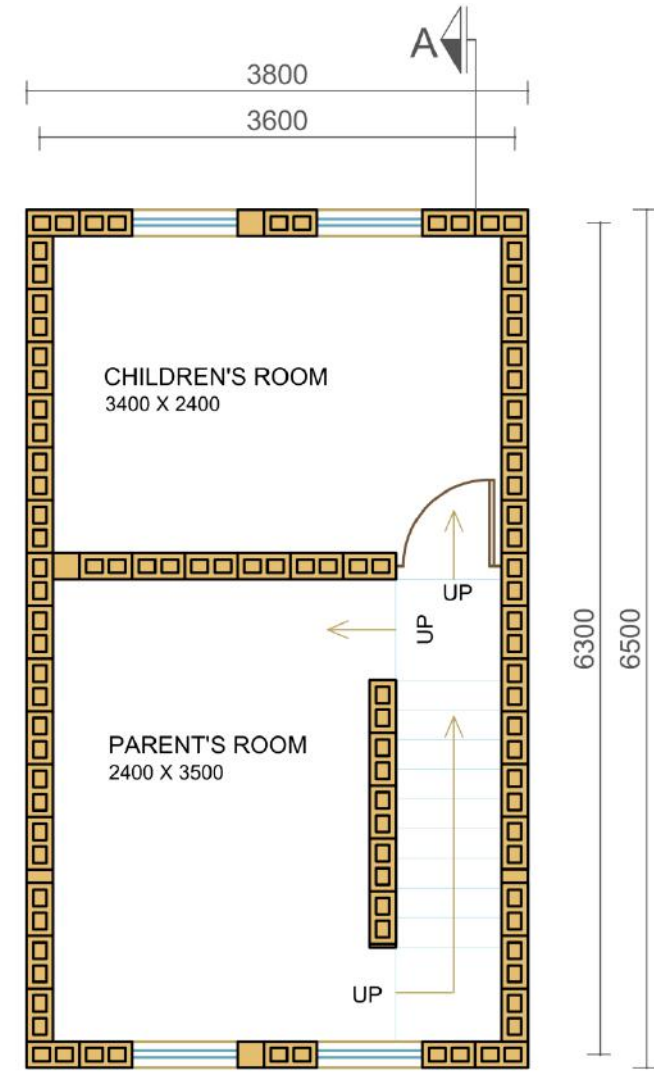 A
3800
3600
CHILDREN'S ROOM
3400 X 2400
UP
UP
6300
6500
PARENT'S ROOM
2400 X 3500
UP